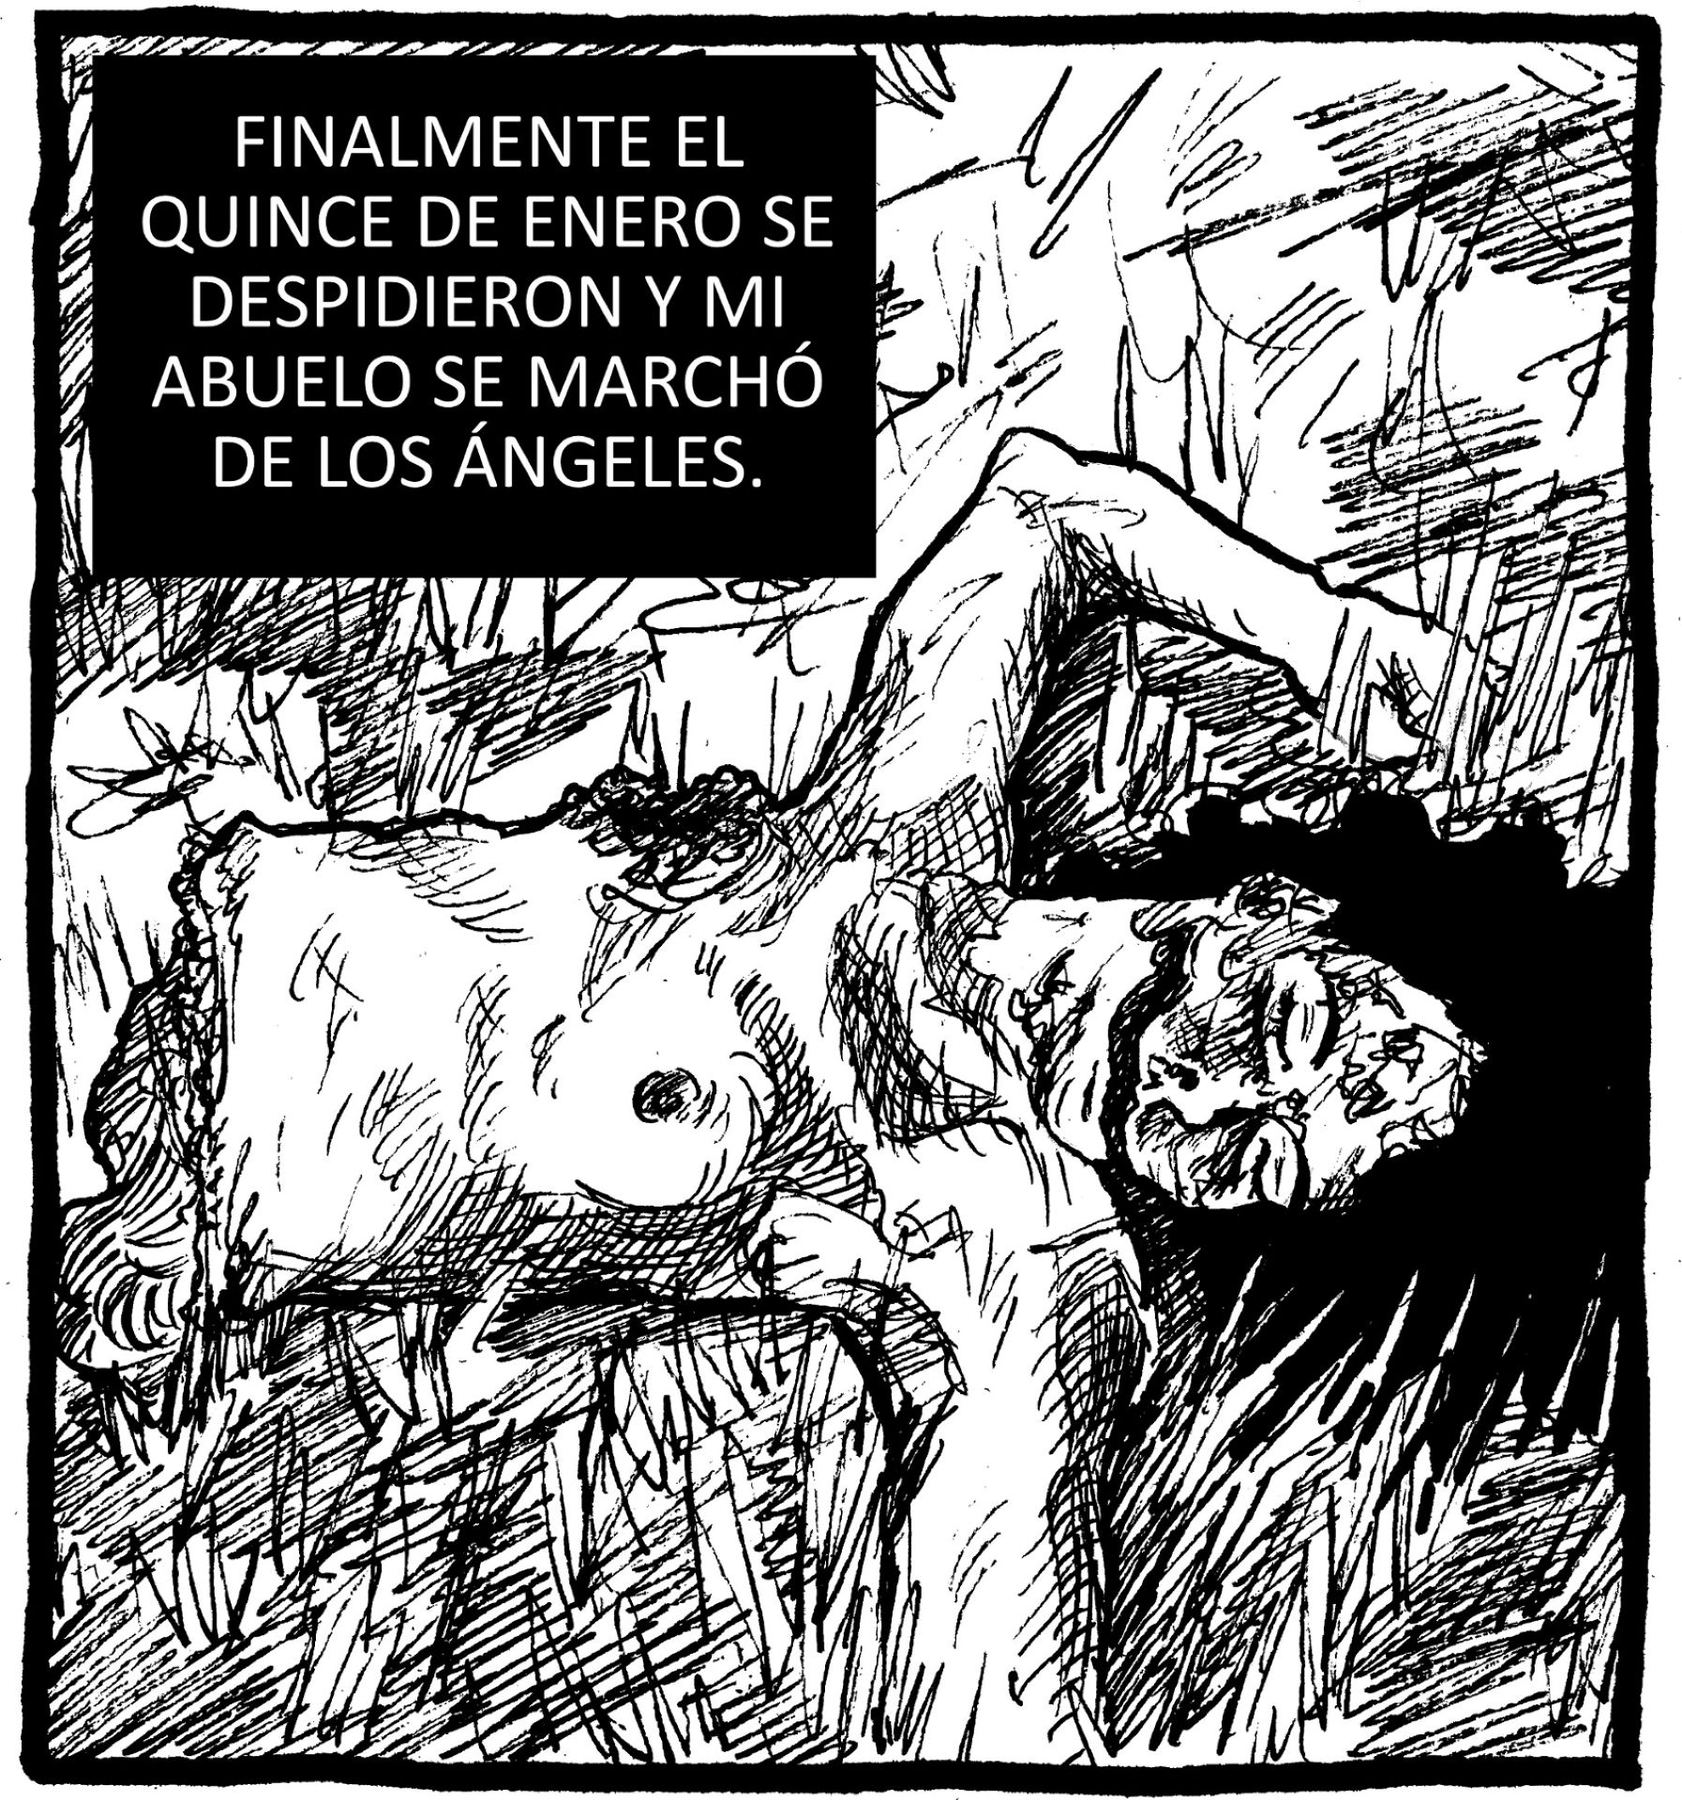 FINALMENTE EL
QUINCE DE ENERO SE
DESPIDIERON Y MI
ABUELO SE MARCHÓ
DE LOS ÁNGELES.